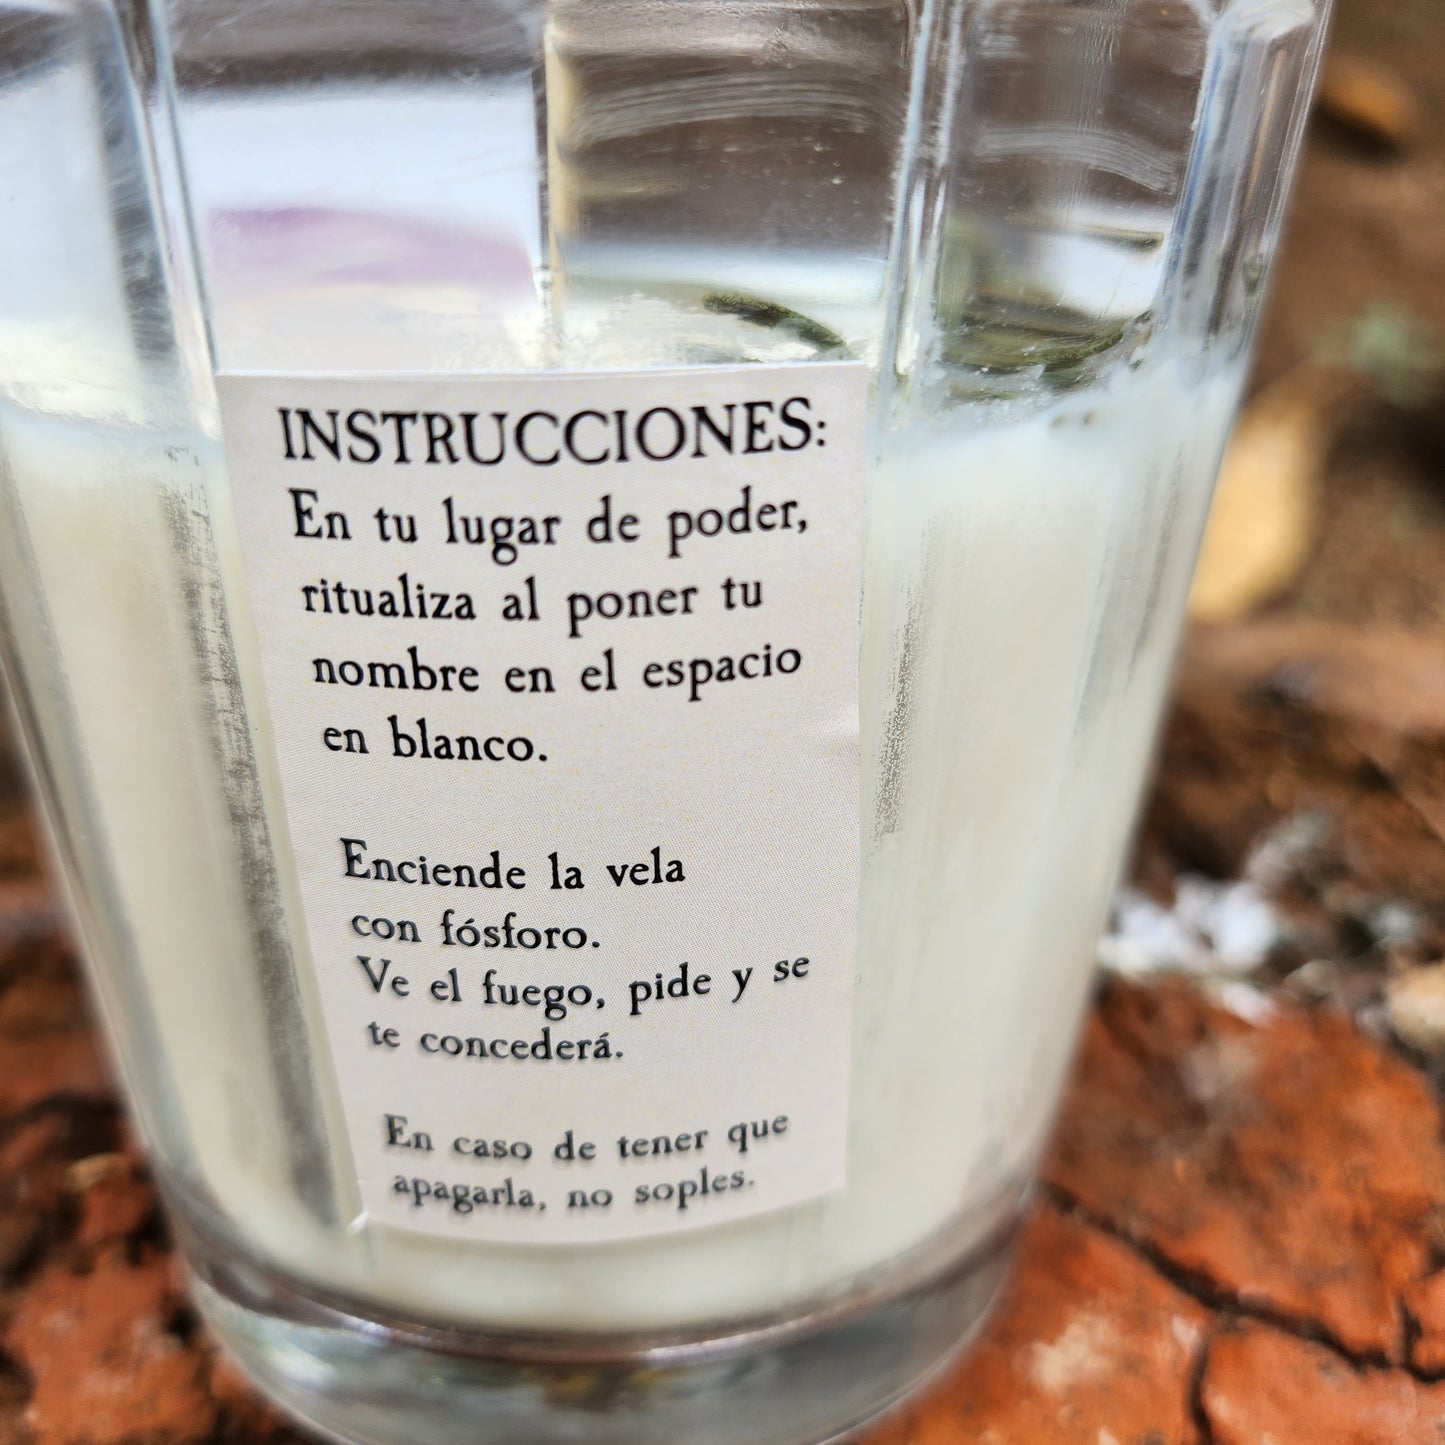 INSTRUCCIONES:
En tu lugar de poder,
ritualiza al poner tu
nombre en el espacio
en blanco.
Enciende la vela
con fósforo.
Ve el fuego, pide y se
te concederá.
En caso de tener que
apagarla, no soples.